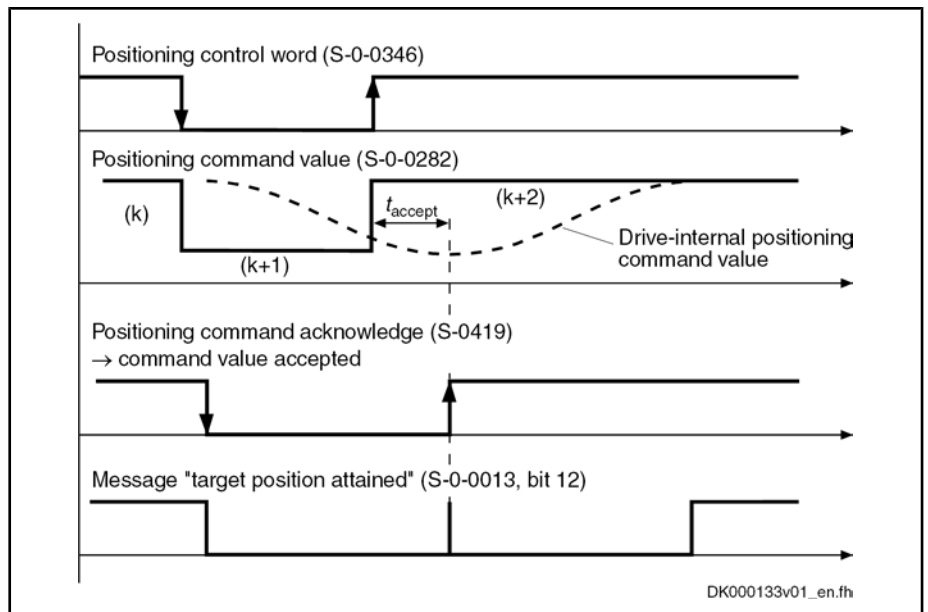 Positioning control word (S-0-0346)
Positioning command value (S-0-0282)
(k)
t accept
(k+2)
(k+1)
Drive-internal positioning
command value
Positioning command acknowledge (S-0419)
→ command value accepted
Message "target position attained" (S-0-0013, bit 12)
DK000133v01_en.fh